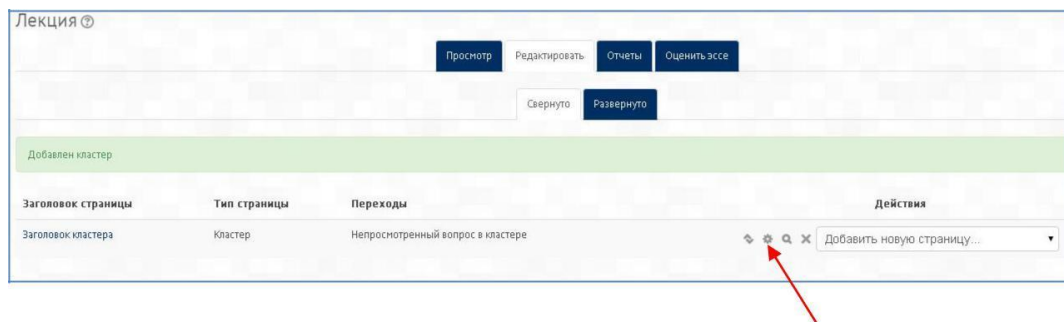 Лекция
Просмотр Редактировать Отчеты Оценить эссе
Свернуто Развернуто
Добавлен кластер
Заголовок страницы Тип страницы Переходы Действия
Заголовок кластера Кластер Непросмотренный вопрос в кластере Добавить новую страницу...